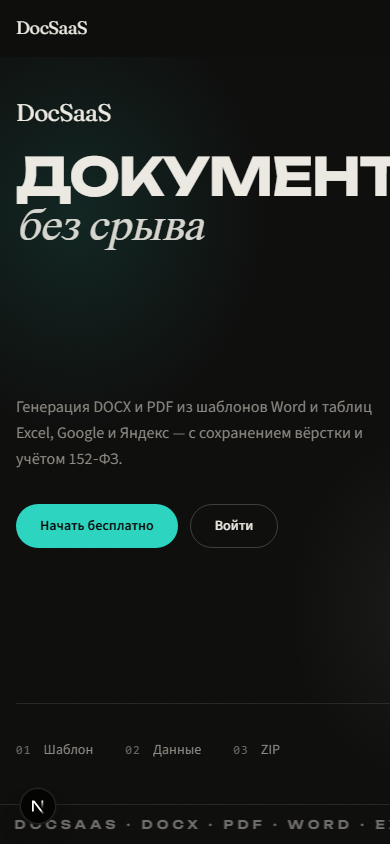 DocSaaS
DocSaaS
ДОКУМЕНТ
без срыва
Генерация DOCX и PDF из шаблонов Word и таблиц
Excel, Google и Яндекс — с сохранением вёрстки и
учётом 152-ФЗ.
Начать бесплатно
Войти
01 Шаблон 02 Данные 03 ZIP
N
DOCSAAS · DOCX · PDF · WORD ·